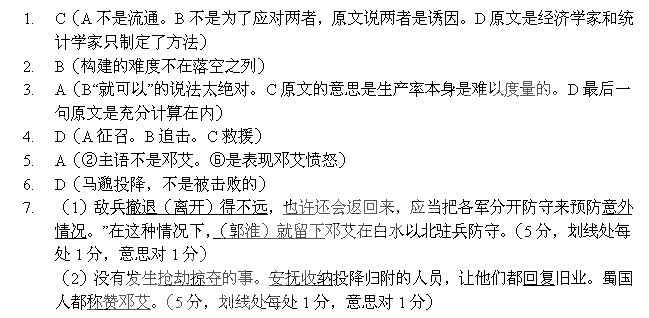 1. C（A 不是流通。B 不是为了应对两者，原文说两者是诱因。D 原文是经济学家和统
计学家只制定了方法）
2. B（构建的难度不在落空之列）
3. A（B“就可以”的说法太绝对。C 原文的意思是生产率本身是难以度量的。D 最后一
句原文是充分计算在内）
4. D（A 征召。B 追击。C 救援）
5. A（②主语不是邓艾。⑥是表现邓艾愤怒）
6. D（马邈投降，不是被击败的）
7. （1）敌兵撤退（离开）得不远，也许还会返回来，应当把各军分开防守来预防意外
情况。”在这种情况下，（郭淮）就留下邓艾在白水以北驻兵防守。（5 分，划线处每
处 1 分，意思对 1 分）
（2）没有发生抢劫掠夺的事。安抚收纳投降归附的人员，让他们都回复旧业。蜀国
人都称赞邓艾。（5 分，划线处每处 1 分，意思对 1 分）